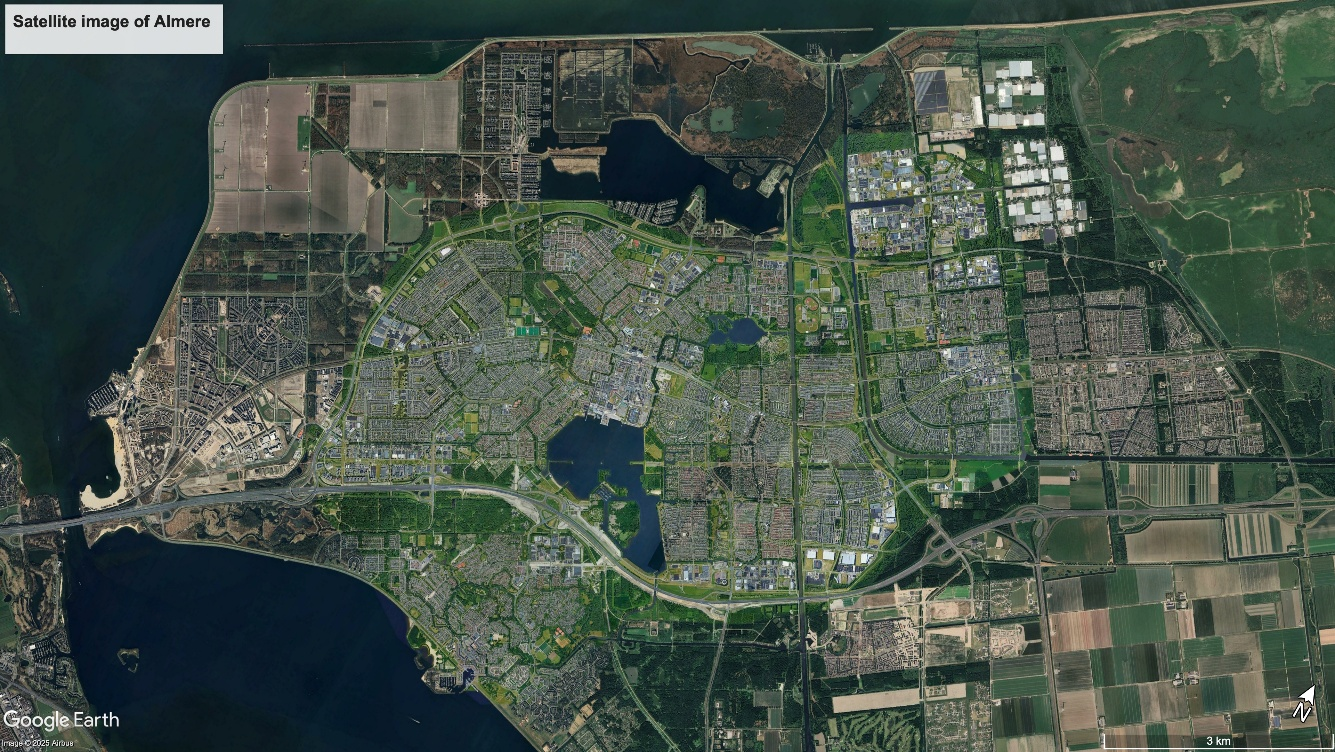 Satellite image of Almere
N
Google Earth
3 km
Image © 2025 Airbus